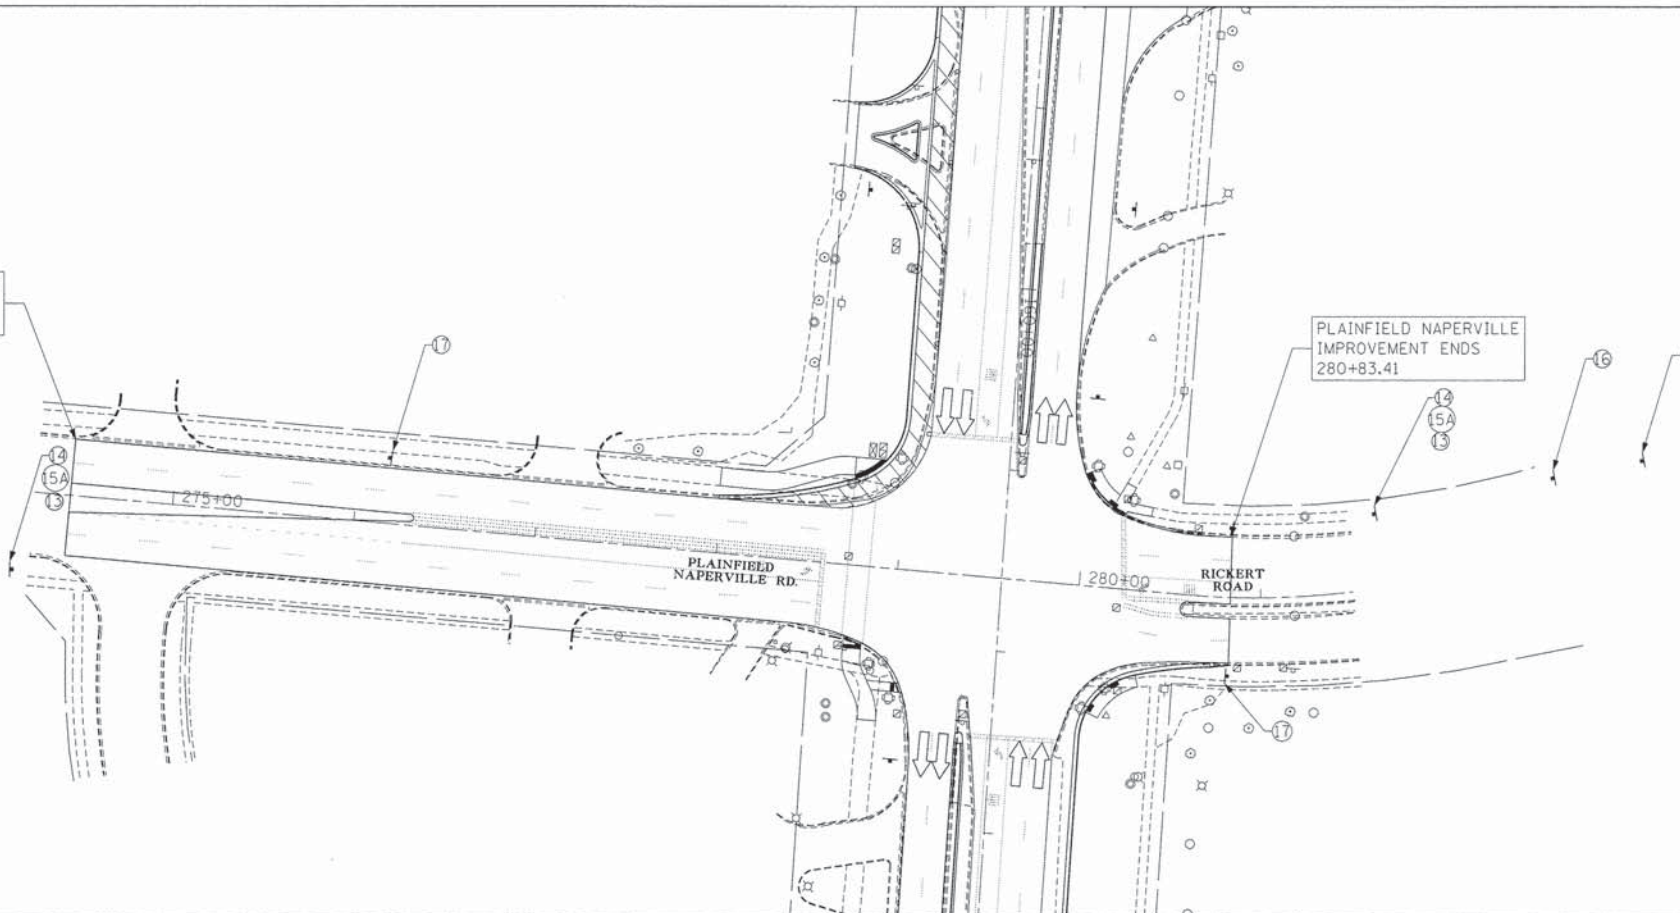 17
PLAINFIELD NAPERVILLE
IMPROVEMENT ENDS
280+83.41
16
14
15A
13
14
15A
13
275+00
PLAINFIELD
NAPERVILLE RD.
280+00
RICKERT
ROAD
17